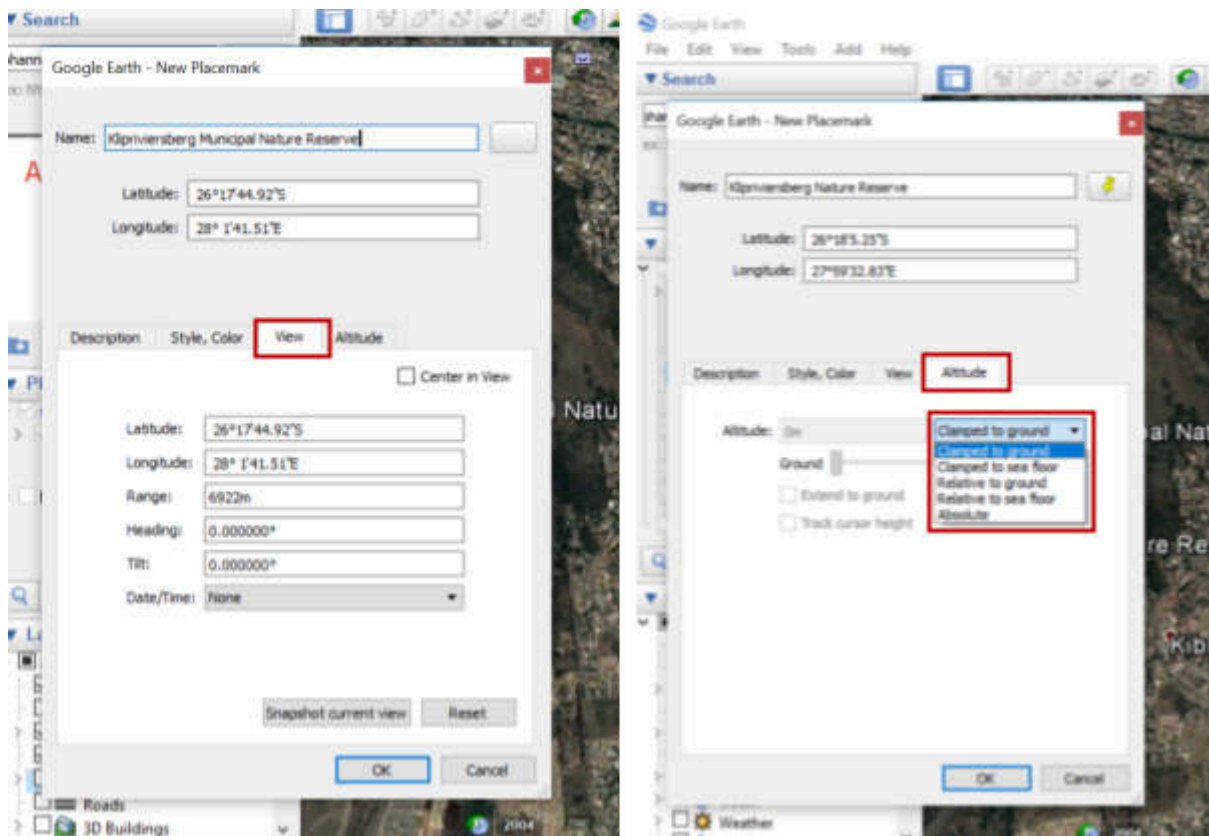 Search
Google Earth - New Placemark
Name: Klipriviersberg Municipal Nature Reserve
Latitude: 26°17'44.92"S
Longitude: 28° 1'41.51"E
Description Style, Color View Altitude
Center in View
Latitude: 26°17'44.92"S
Longitude: 28° 1'41.51"E
Range: 6922m
Heading: 0.000000°
Tilt: 0.000000°
Date/Time: None
Snapshot current view Reset
OK Cancel
Roads
3D Buildings
2004
Natu
Google Earth
File Edit View Tools Add Help
Search
Google Earth - New Placemark
Name: Klipriviersberg Nature Reserve
Latitude: 26°18'5.25"S
Longitude: 27°59'32.83"E
Description Style, Color View Altitude
Altitude: 0m Clamped to ground
Clamped to ground
Clamped to sea floor
Ground Relative to ground
Extend to ground Relative to sea floor
Absolute
Track cursor height
OK Cancel
Weather
al Nat
re Re
Kib